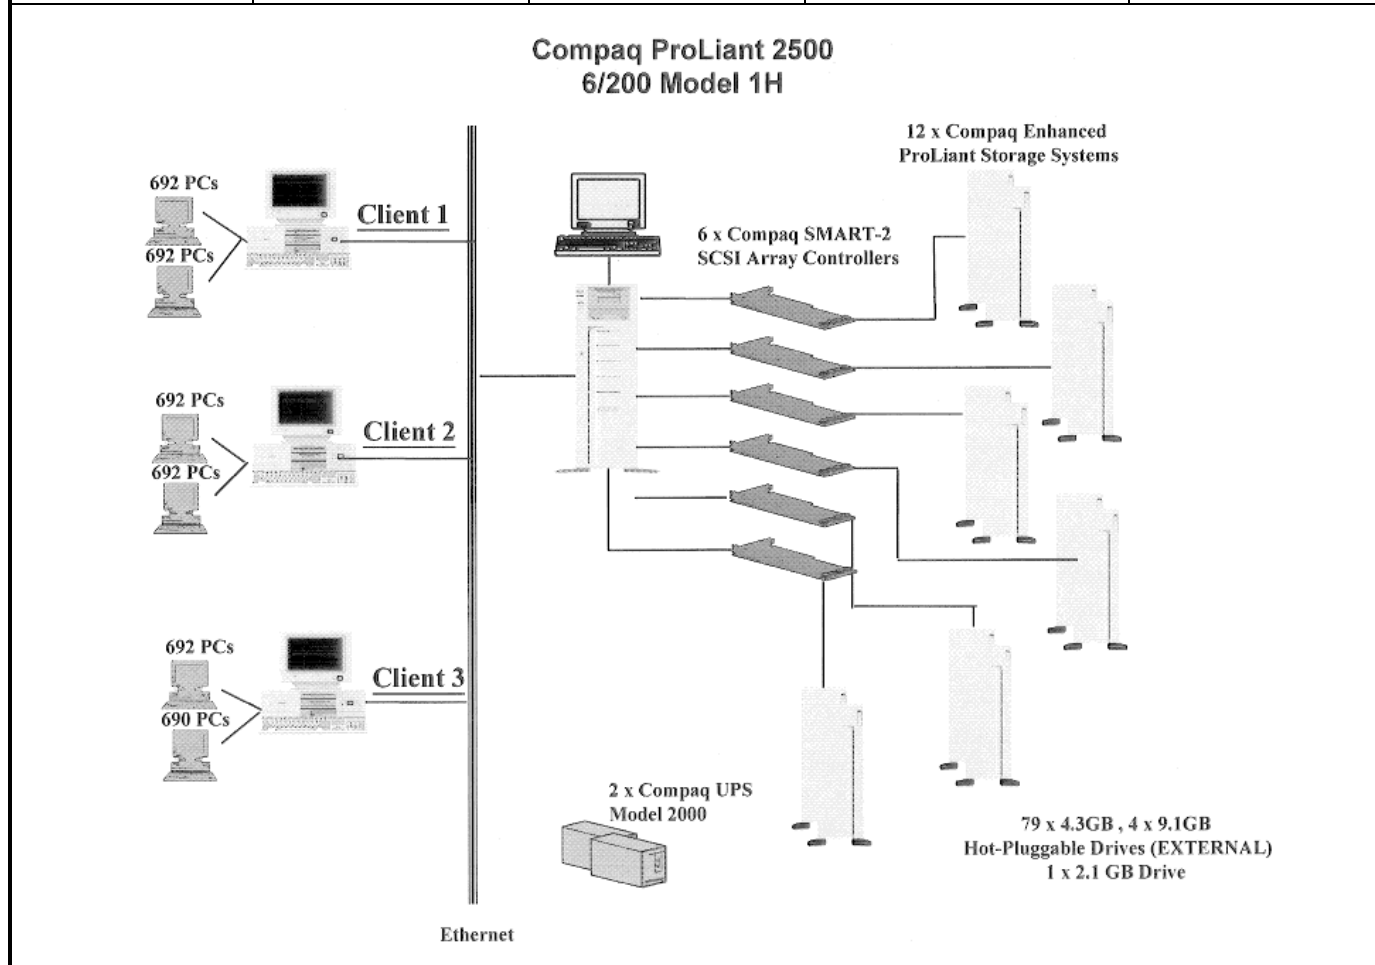 Compaq ProLiant 2500
6/200 Model 1H
12 x Compaq Enhanced
ProLiant Storage Systems
692 PCs
Client 1
692 PCs
6 x Compaq SMART-2
SCSI Array Controllers
692 PCs
Client 2
692 PCs
692 PCs
Client 3
690 PCs
2 x Compaq UPS
Model 2000
79 x 4.3GB , 4 x 9.1GB
Hot-Pluggable Drives (EXTERNAL)
1 x 2.1 GB Drive
Ethernet